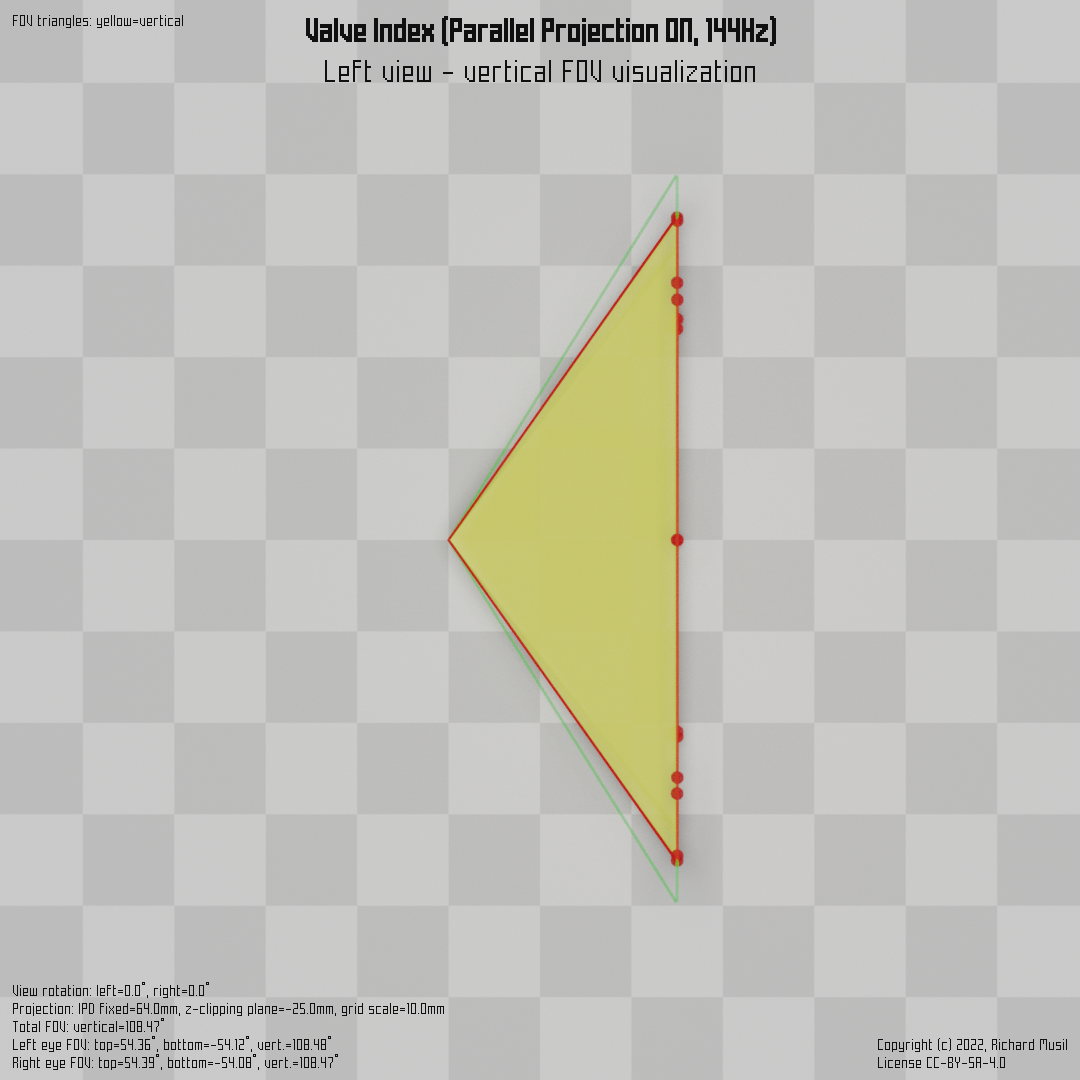 FOV triangles: yellow=vertical
Valve Index (Parallel Projection ON, 144Hz)
Left view - vertical FOV visualization
View rotation: left=0.0°, right=0.0°
Projection: IPD fixed=64.0mm, z-clipping plane=-25.0mm, grid scale=10.0mm
Total FOV: vertical=108.47°
Left eye FOV: top=54.36°, bottom=-54.12°, vert.=108.48°
Right eye FOV: top=54.39°, bottom=-54.08°, vert.=108.47°
Copyright (c) 2022, Richard Musil
License CC-BY-SA-4.0